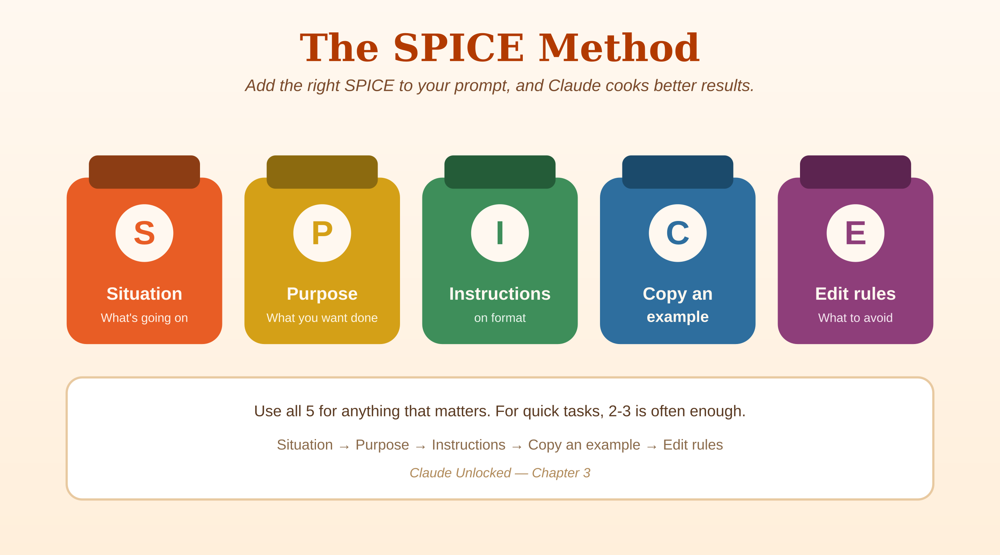 The SPICE Method
Add the right SPICE to your prompt, and Claude cooks better results.
S
Situation
What's going on
P
Purpose
What you want done
I
Instructions
on format
C
Copy an
example
E
Edit rules
What to avoid
Use all 5 for anything that matters. For quick tasks, 2-3 is often enough.
Situation → Purpose → Instructions → Copy an example → Edit rules
Claude Unlocked — Chapter 3